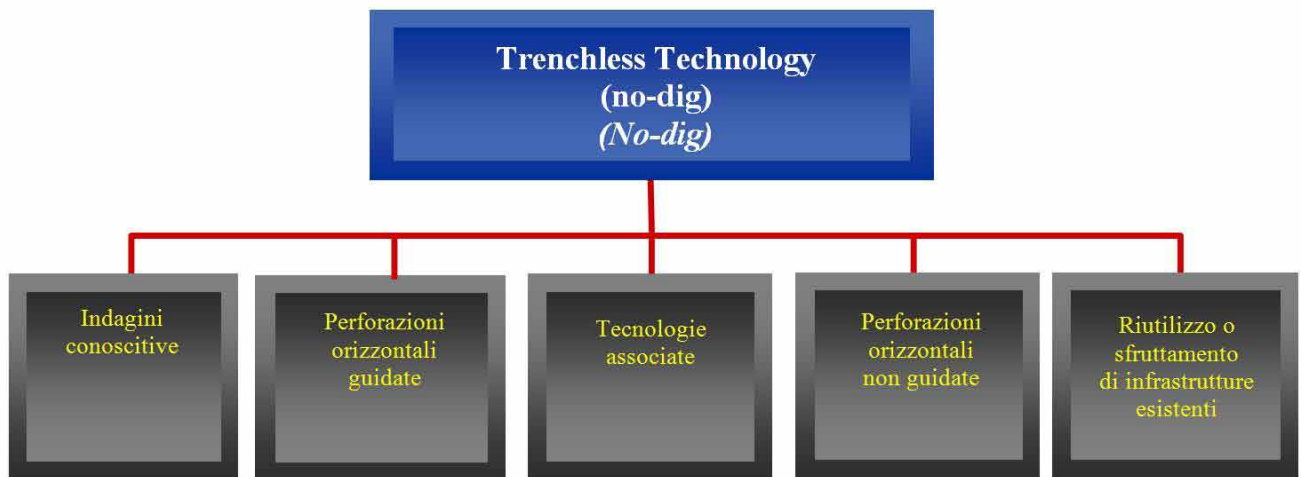 Trenchless Technology
(no-dig)
(No-dig)
Indagini
conoscitive
Perforazioni
orizzontali
guidate
Tecnologie
associate
Perforazioni
orizzontali
non guidate
Riutilizzo o
sfruttamento
di infrastrutture
esistenti